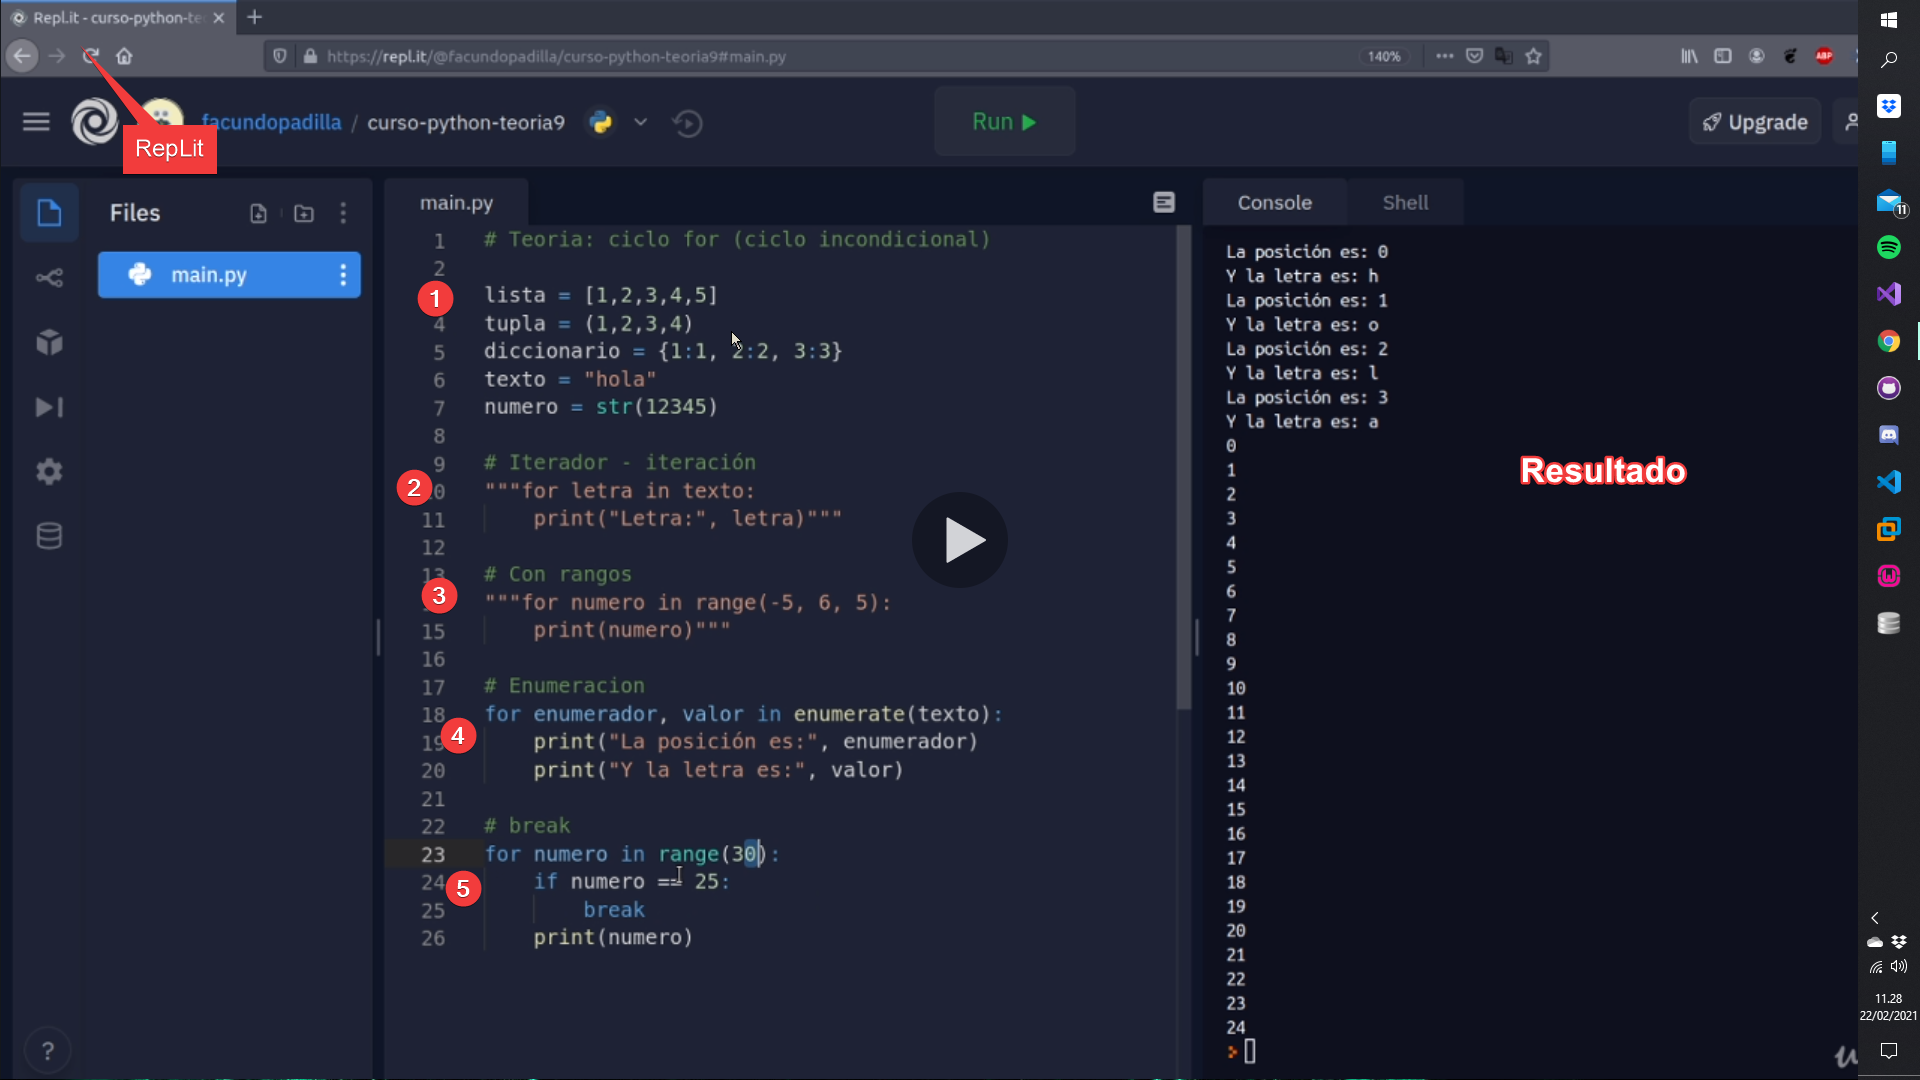 Repl.it - curso-python-te
https://repl.it/@facundopadilla/curso-python-teoria9#main.py
140%
ABP
facundopadilla / curso-python-teoria9
Run
Upgrade
RepLit
Files
main.py
main.py
1 # Teoria: ciclo for (ciclo incondicional)
2
1 lista = [1,2,3,4,5]
4 tupla = (1,2,3,4)
5 diccionario = {1:1, 2:2, 3:3}
6 texto = "hola"
7 numero = str(12345)
8
9 # Iterador - iteración
2 0 """for letra in texto:
11 print("Letra:", letra)"""
12
13 # Con rangos
3 """for numero in range(-5, 6, 5):
15 print(numero)"""
16
17 # Enumeracion
18 for enumerador, valor in enumerate(texto):
4 19 print("La posición es:", enumerador)
20 print("Y la letra es:", valor)
21
22 # break
23 for numero in range(30):
5 24 if numero == 25:
25 break
26 print(numero)
?
Console Shell
La posición es: 0
Y la letra es: h
La posición es: 1
Y la letra es: o
La posición es: 2
Y la letra es: l
La posición es: 3
Y la letra es: a
0
1
2
3
4
5
6
7
8
9
10
11
12
13
14
15
16
17
18
19
20
21
22
23
24
Resultado
11
11.28
22/02/2021